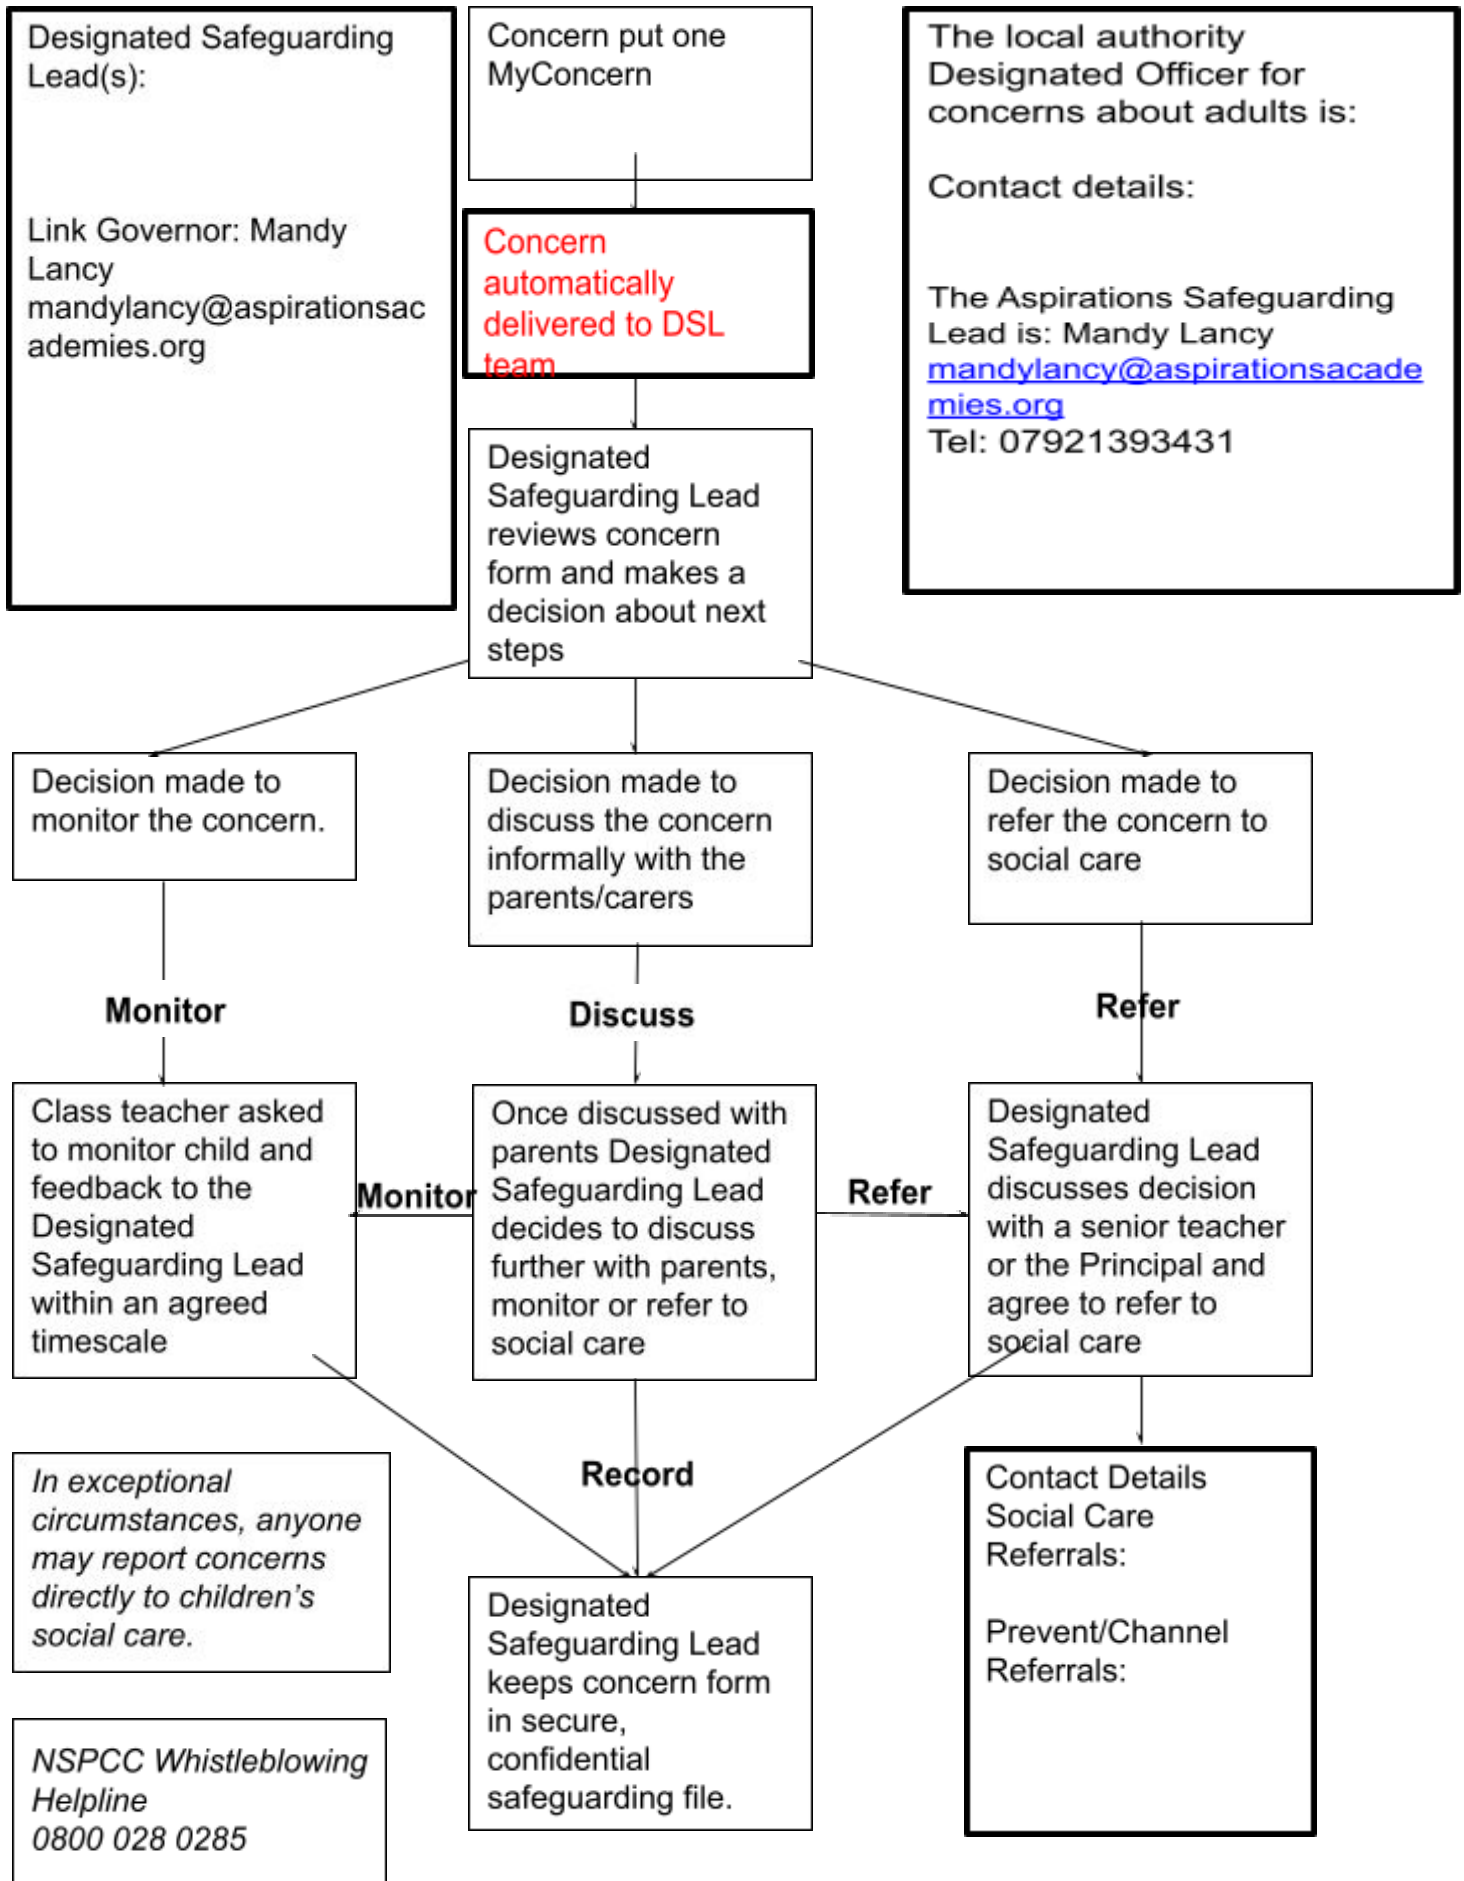 Designated Safeguarding
Lead(s):
Link Governor: Mandy
Lancy
mandylancy@aspirationsac
ademies.org
Concern put one
MyConcern
The local authority
Designated Officer for
concerns about adults is:
Contact details:
The Aspirations Safeguarding
Lead is: Mandy Lancy
mandylancy@aspirationsacade
mies.org
Tel: 07921393431
Concern
automatically
delivered to DSL
team
Designated
Safeguarding Lead
reviews concern
form and makes a
decision about next
steps
Decision made to
monitor the concern.
Decision made to
discuss the concern
informally with the
parents/carers
Decision made to
refer the concern to
social care
Monitor
Discuss
Refer
Class teacher asked
to monitor child and
feedback to the
Designated
Safeguarding Lead
within an agreed
timescale
Monitor
Once discussed with
parents Designated
Safeguarding Lead
decides to discuss
further with parents,
monitor or refer to
social care
Refer
Designated
Safeguarding Lead
discusses decision
with a senior teacher
or the Principal and
agree to refer to
social care
In exceptional
circumstances, anyone
may report concerns
directly to children's
social care.
Record
Contact Details
Social Care
Referrals:
Prevent/Channel
Referrals:
Designated
Safeguarding Lead
keeps concern form
in secure,
confidential
safeguarding file.
NSPCC Whistleblowing
Helpline
0800 028 0285